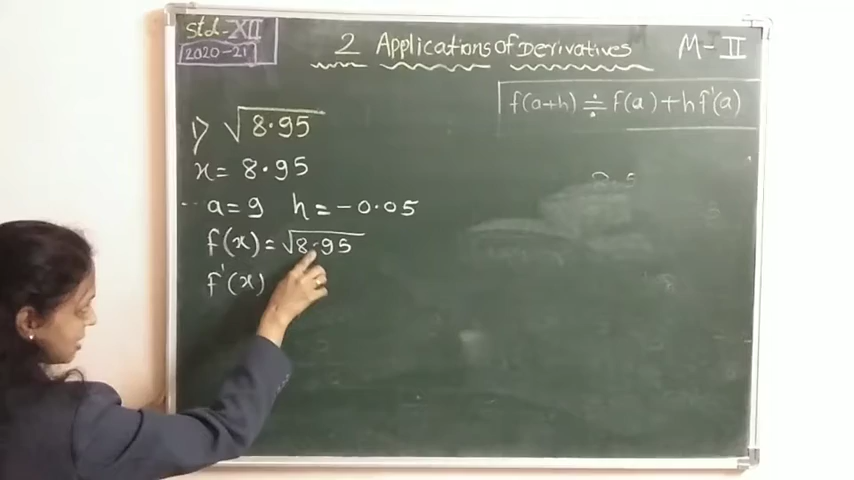 Std-XII
2020-21
2 Applications of Derivatives M-II
f(a+h) ≑ f(a)+hf'(a)
1) √8.95
x = 8.95
a = 9 h = -0.05
f(x) = √8.95
f'(x)